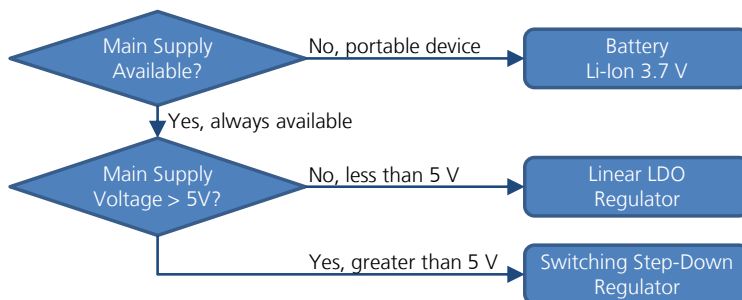 Main Supply
Available?
No, portable device
Battery
Li-Ion 3.7 V
Yes, always available
Main Supply
Voltage > 5V?
No, less than 5 V
Linear LDO
Regulator
Yes, greater than 5 V
Switching Step-Down
Regulator